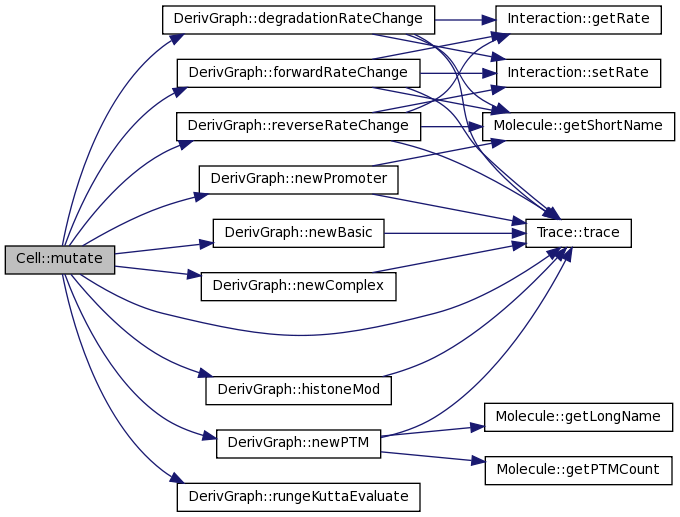 DerivGraph::degradationRateChange
Interaction::getRate
DerivGraph::forwardRateChange
Interaction::setRate
DerivGraph::reverseRateChange
Molecule::getShortName
DerivGraph::newPromoter
DerivGraph::newBasic
Trace::trace
Cell::mutate
DerivGraph::newComplex
DerivGraph::histoneMod
Molecule::getLongName
DerivGraph::newPTM
Molecule::getPTMCount
DerivGraph::rungeKuttaEvaluate